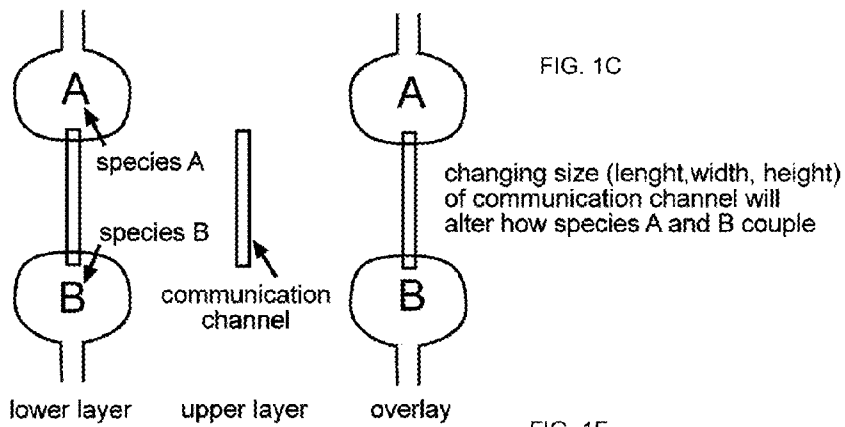 FIG. 1C
A
species A
species B
B
communication
channel
A
B
changing size (lenght,width, height)
of communication channel will
alter how species A and B couple
lower layer
upper layer
overlay